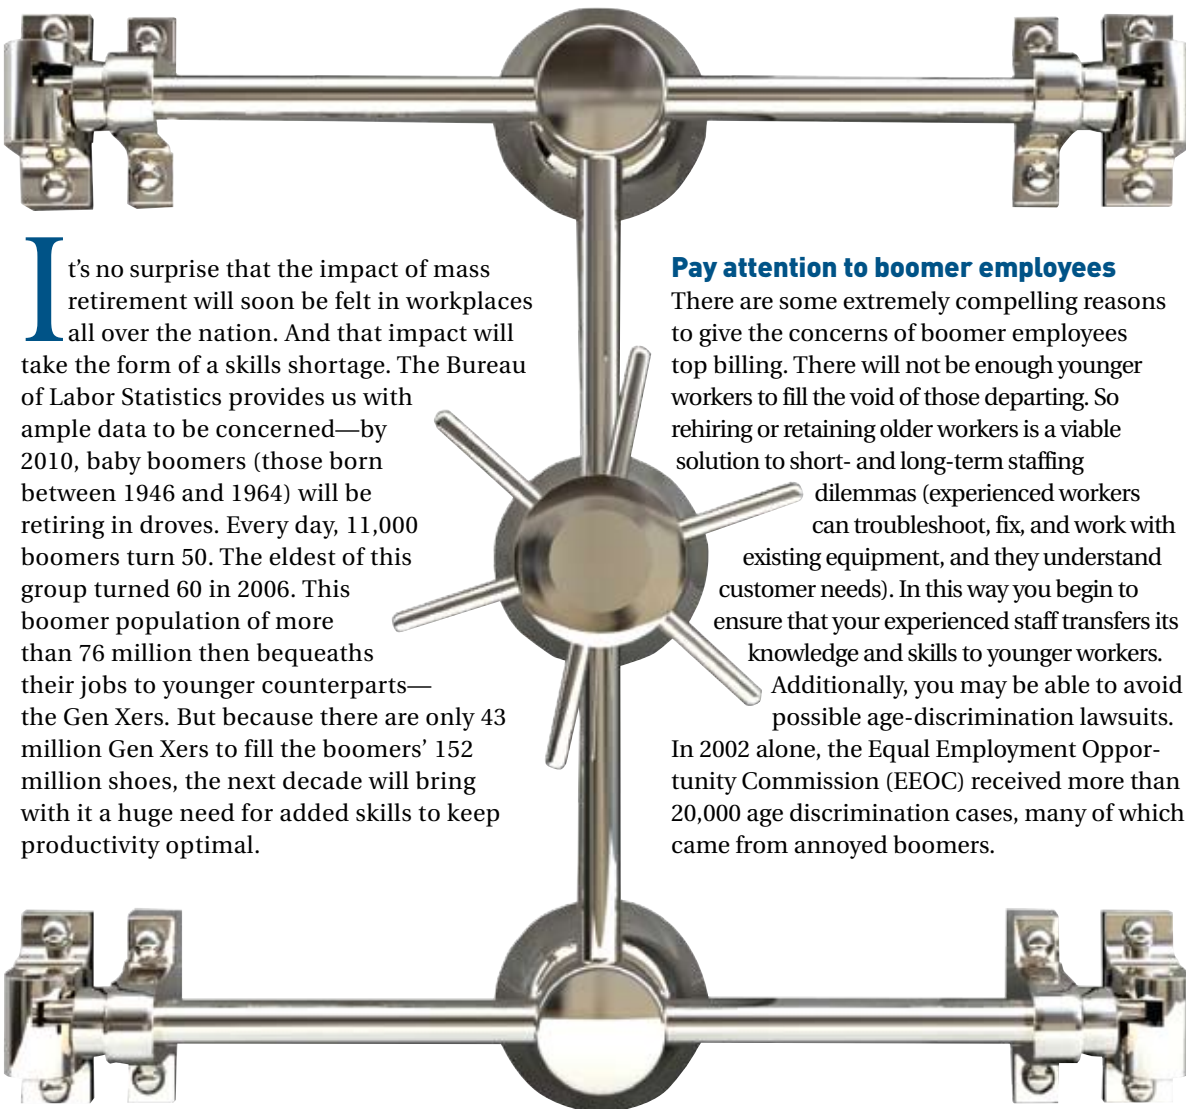 It's no surprise that the impact of mass
retirement will soon be felt in workplaces
all over the nation. And that impact will
take the form of a skills shortage. The Bureau
of Labor Statistics provides us with
ample data to be concerned—by
2010, baby boomers (those born
between 1946 and 1964) will be
retiring in droves. Every day, 11,000
boomers turn 50. The eldest of this
group turned 60 in 2006. This
boomer population of more
than 76 million then bequeaths
their jobs to younger counterparts—
the Gen Xers. But because there are only 43
million Gen Xers to fill the boomers' 152
million shoes, the next decade will bring
with it a huge need for added skills to keep
productivity optimal.
Pay attention to boomer employees
There are some extremely compelling reasons
to give the concerns of boomer employees
top billing. There will not be enough younger
workers to fill the void of those departing. So
rehiring or retaining older workers is a viable
solution to short- and long-term staffing
dilemmas (experienced workers
can troubleshoot, fix, and work with
existing equipment, and they understand
customer needs). In this way you begin to
ensure that your experienced staff transfers its
knowledge and skills to younger workers.
Additionally, you may be able to avoid
possible age-discrimination lawsuits.
In 2002 alone, the Equal Employment Oppor-
tunity Commission (EEOC) received more than
20,000 age discrimination cases, many of which
came from annoyed boomers.